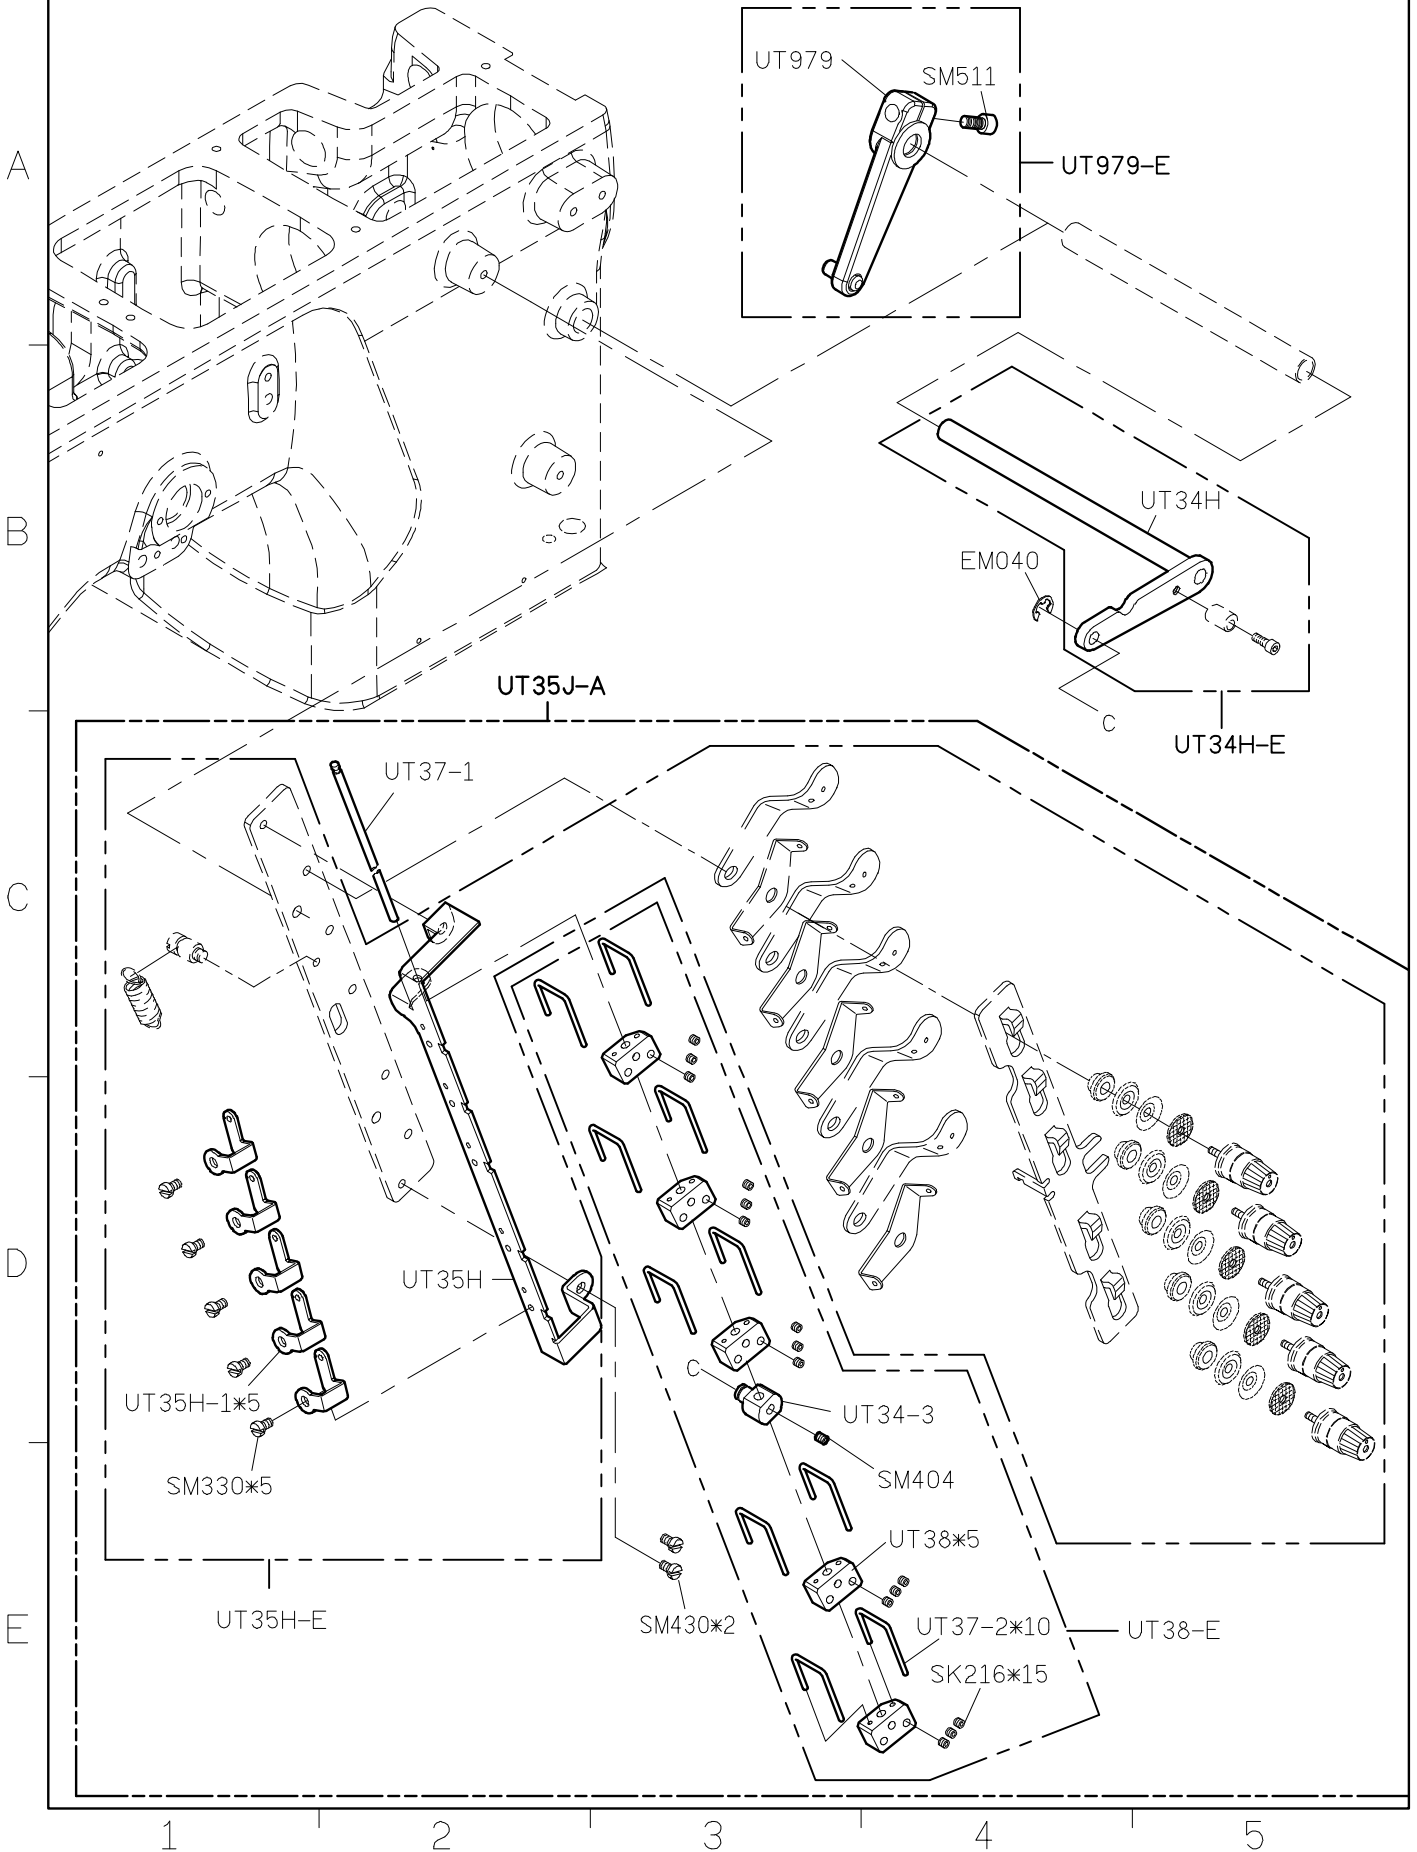 UT979
SM511
A
UT979-E
UT34H
B
EM040
UT35J-A
C
UT34H-E
UT37-1
C
UT35H
D
C
UT35H-1*5
UT34-3
SM404
SM330*5
UT38*5
UT35H-E
SM430*2
UT37-2*10
UT38-E
E
SK216*15
1
2
3
4
5